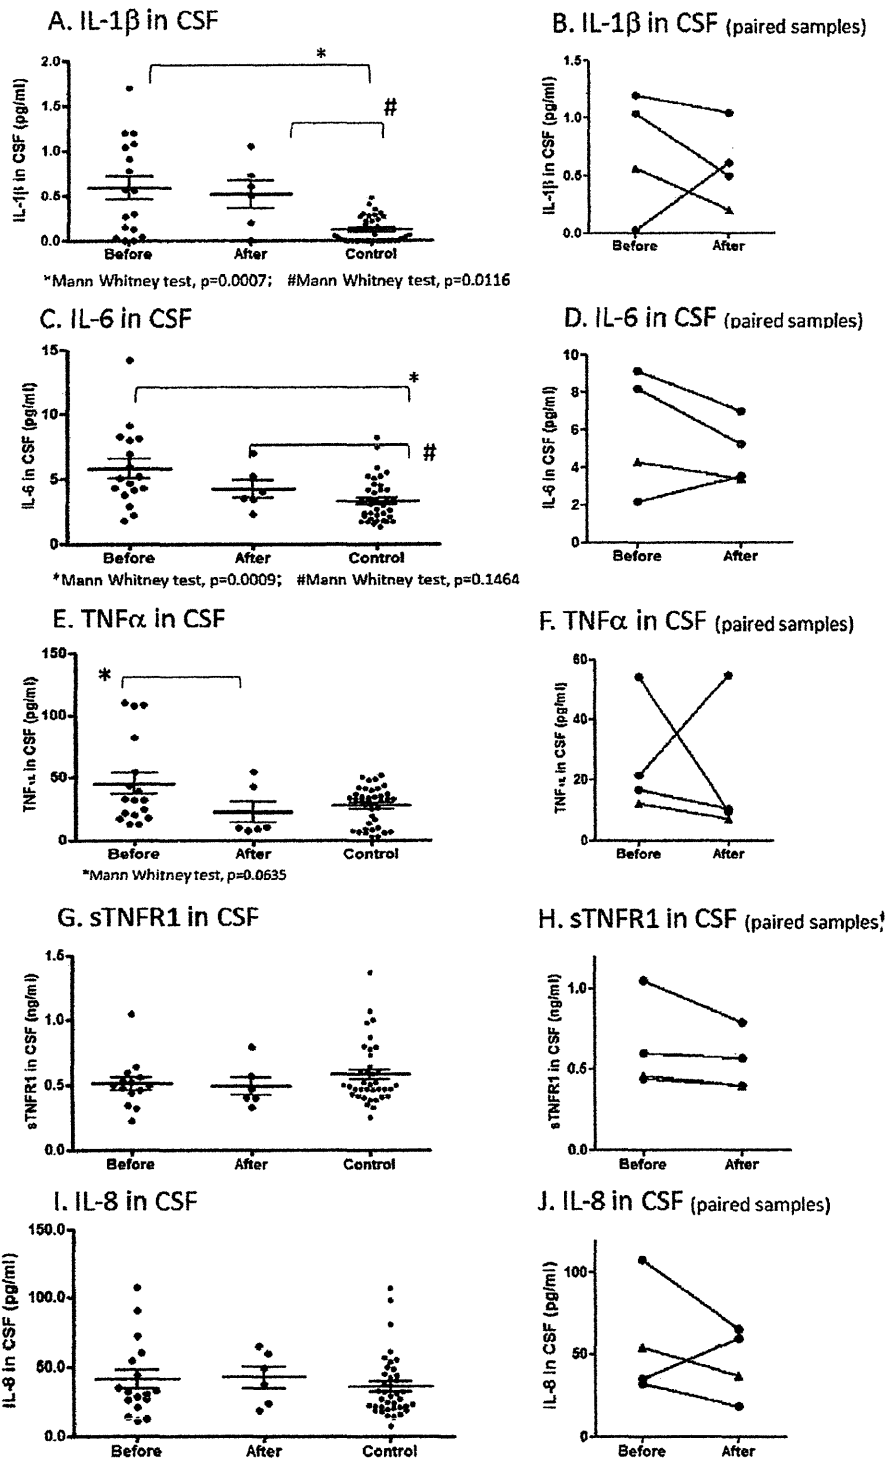 A. IL-1β in CSF
IL-1β in CSF (pg/ml)
2.0
1.5
1.0
0.5
0.0
*
#
Before After Control
*Mann Whitney test, p=0.0007; #Mann Whitney test, p=0.0116
B. IL-1β in CSF (paired samples)
IL-1β in CSF (pg/ml)
1.5
1.0
0.5
0.0
Before After
C. IL-6 in CSF
IL-6 in CSF (pg/ml)
15
10
5
0
*
#
Before After Control
*Mann Whitney test, p=0.0009; #Mann Whitney test, p=0.1464
D. IL-6 in CSF (paired samples)
IL-6 in CSF (pg/ml)
10
8
6
4
2
0
Before After
E. TNFα in CSF
TNFα in CSF (pg/ml)
150
100
50
0
*
Before After Control
*Mann Whitney test, p=0.0635
F. TNFα in CSF (paired samples)
TNFα in CSF (pg/ml)
60
40
20
0
Before After
G. sTNFR1 in CSF
sTNFR1 in CSF (ng/ml)
1.5
1.0
0.5
0.0
Before After Control
H. sTNFR1 in CSF (paired samples)
sTNFR1 in CSF (ng/ml)
1.0
0.5
0.0
Before After
I. IL-8 in CSF
IL-8 in CSF (pg/ml)
150.0
100.0
50.0
0.0
Before After Control
J. IL-8 in CSF (paired samples)
IL-8 in CSF (pg/ml)
100
50
0
Before After